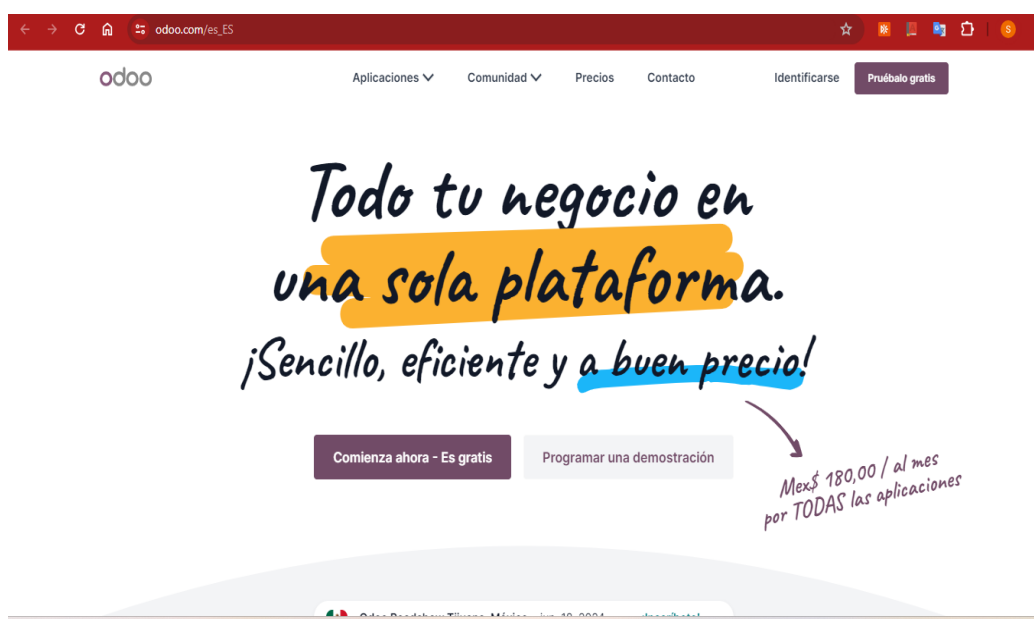 odoo.com/es_ES
S
odoo
Aplicaciones
Comunidad
Precios
Contacto
Identificarse
Pruébalo gratis
Todo tu negocio en
una sola plataforma.
¡Sencillo, eficiente y a buen precio!
Comienza ahora - Es gratis
Programar una demostración
Mex$ 180,00 / al mes
por TODAS las aplicaciones